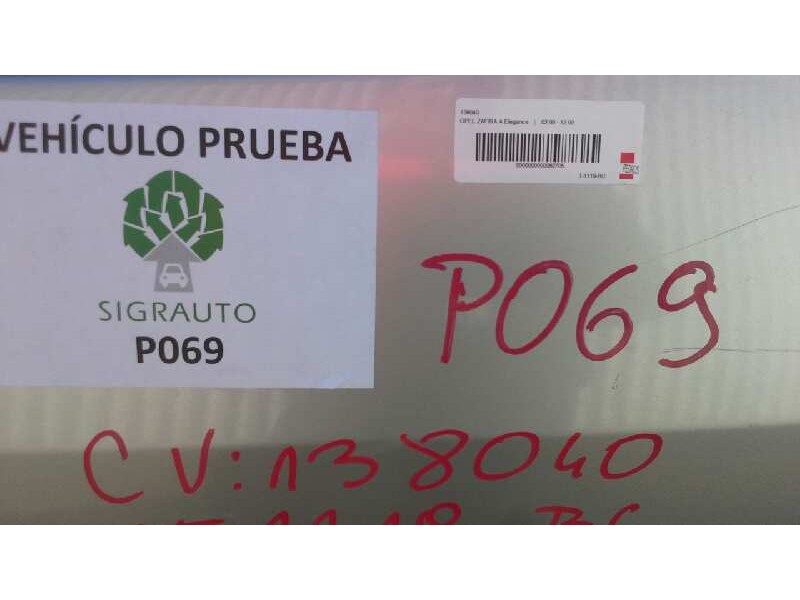 VEHÍCULO PRUEBA
SIGRAUTO
P069
OPEL ZAFIRA A Elegance
P069
CV: 138040